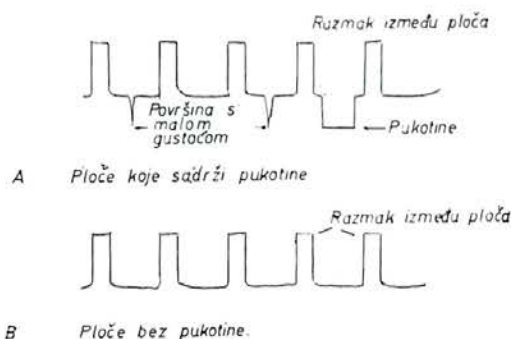 Razmak između ploča
Površina s
malom
gustoćom
Pukotine
A Ploče koje sadrži pukotine
Razmak između ploča
B Ploče bez pukotine.